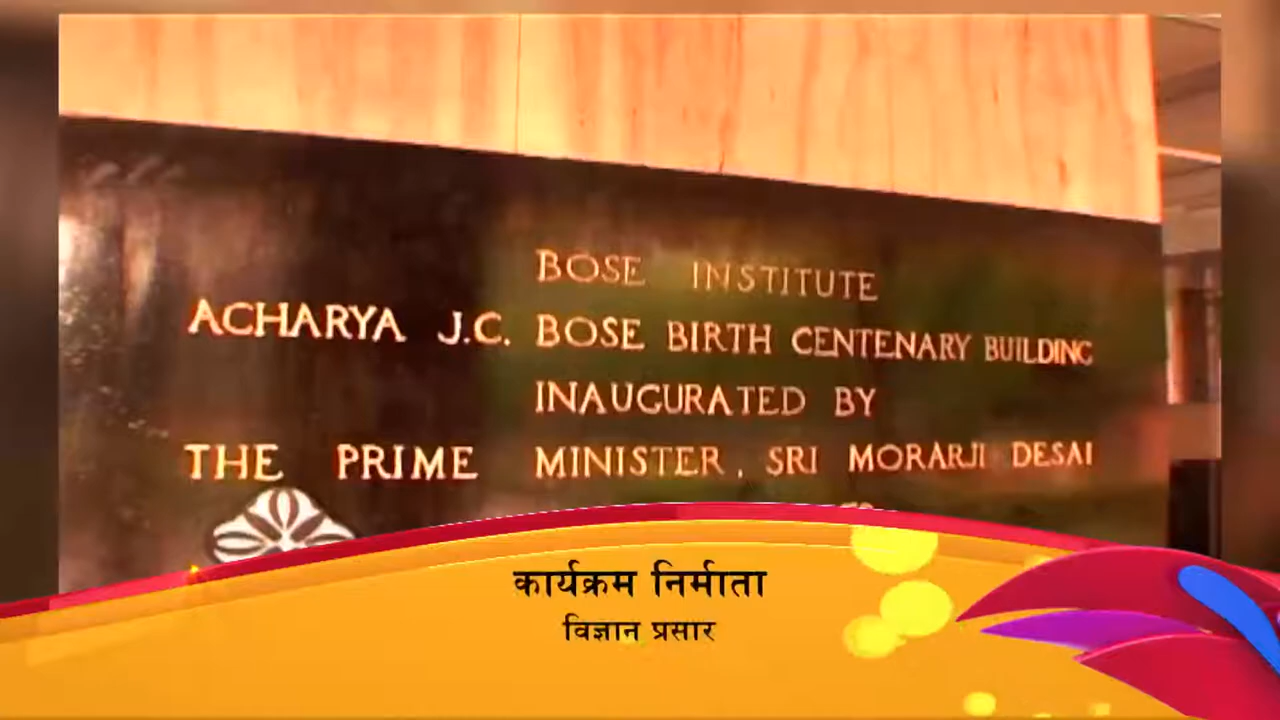 BOSE INSTITUTE
ACHARYA J.C. BOSE BIRTH CENTENARY BUILDING
INAUGURATED BY
THE PRIME MINISTER, SRI MORARJI DESAI
कार्यक्रम निर्माता
विज्ञान प्रसार